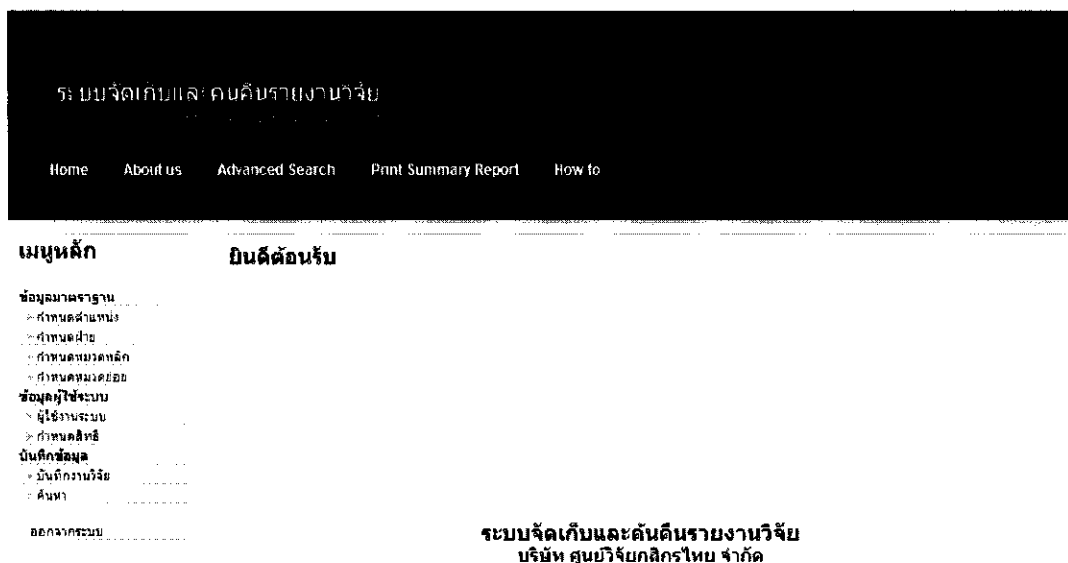 ระบบจัดเก็บและค้นคืนรายงานวิจัย
Home About us Advanced Search Print Summary Report How to
เมนูหลัก
ยินดีต้อนรับ
ข้อมูลมาตราฐาน
กำหนดตำแหน่ง
กำหนดฝ่าย
กำหนดหมวดหลัก
กำหนดหมวดย่อย
ข้อมูลผู้ใช้ระบบ
ผู้ใช้งานระบบ
กำหนดสิทธิ์
บันทึกข้อมูล
บันทึกงานวิจัย
ค้นหา
ออกจากระบบ
ระบบจัดเก็บและค้นคืนรายงานวิจัย
บริษัท ศูนย์วิจัยกสิกรไทย จำกัด